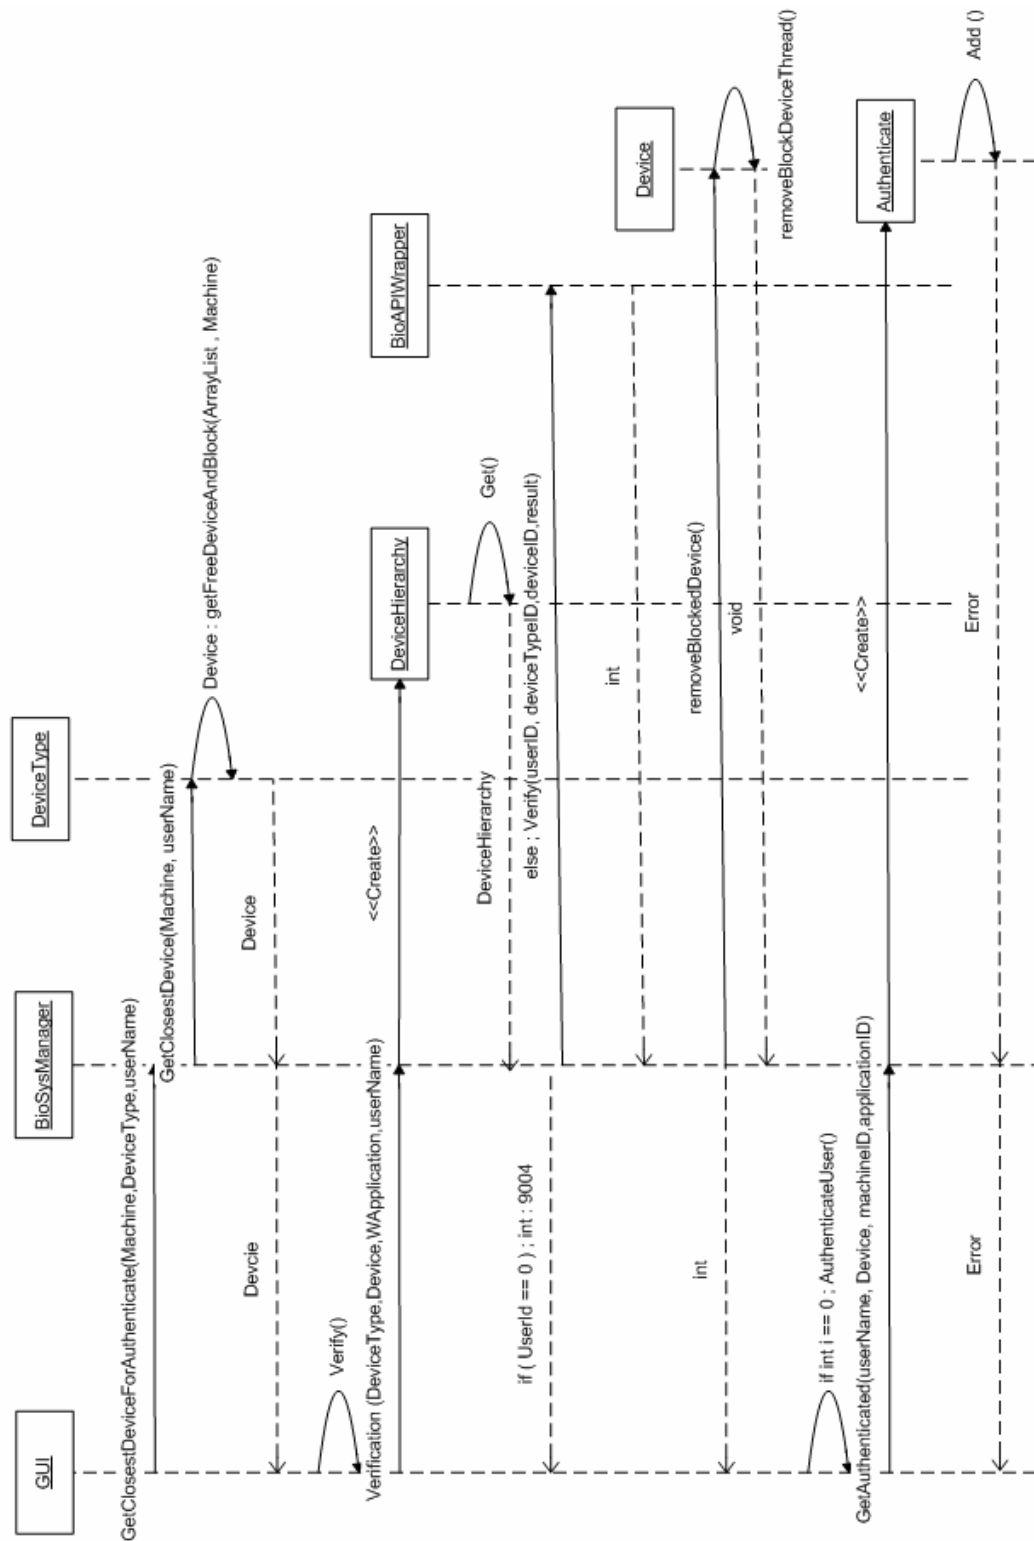 GUI
BioSysManager
DeviceType
GetClosestDeviceForAuthenticate(Machine,DeviceType,userName)
GetClosestDevice(Machine, userName)
Device : getFreeDeviceAndBlock(ArrayList , Machine)
Device
Devcie
Verify()
Verification (DeviceType,Device,WApplication,userName)
<<Create>>
DeviceHierarchy
BioAPIWrapper
Get()
DeviceHierarchy
else ; Verify(userID, deviceTypeID,deviceID,result)
if ( UserId == 0 ) ; int : 9004
int
Device
removeBlockedDevice()
int
void
removeBlockDeviceThread()
if int i == 0 ; AuthenticateUser()
GetAuthenticated(userName, Device, machineID,applicationID)
<<Create>>
Authenticate
Add ()
Error
Error